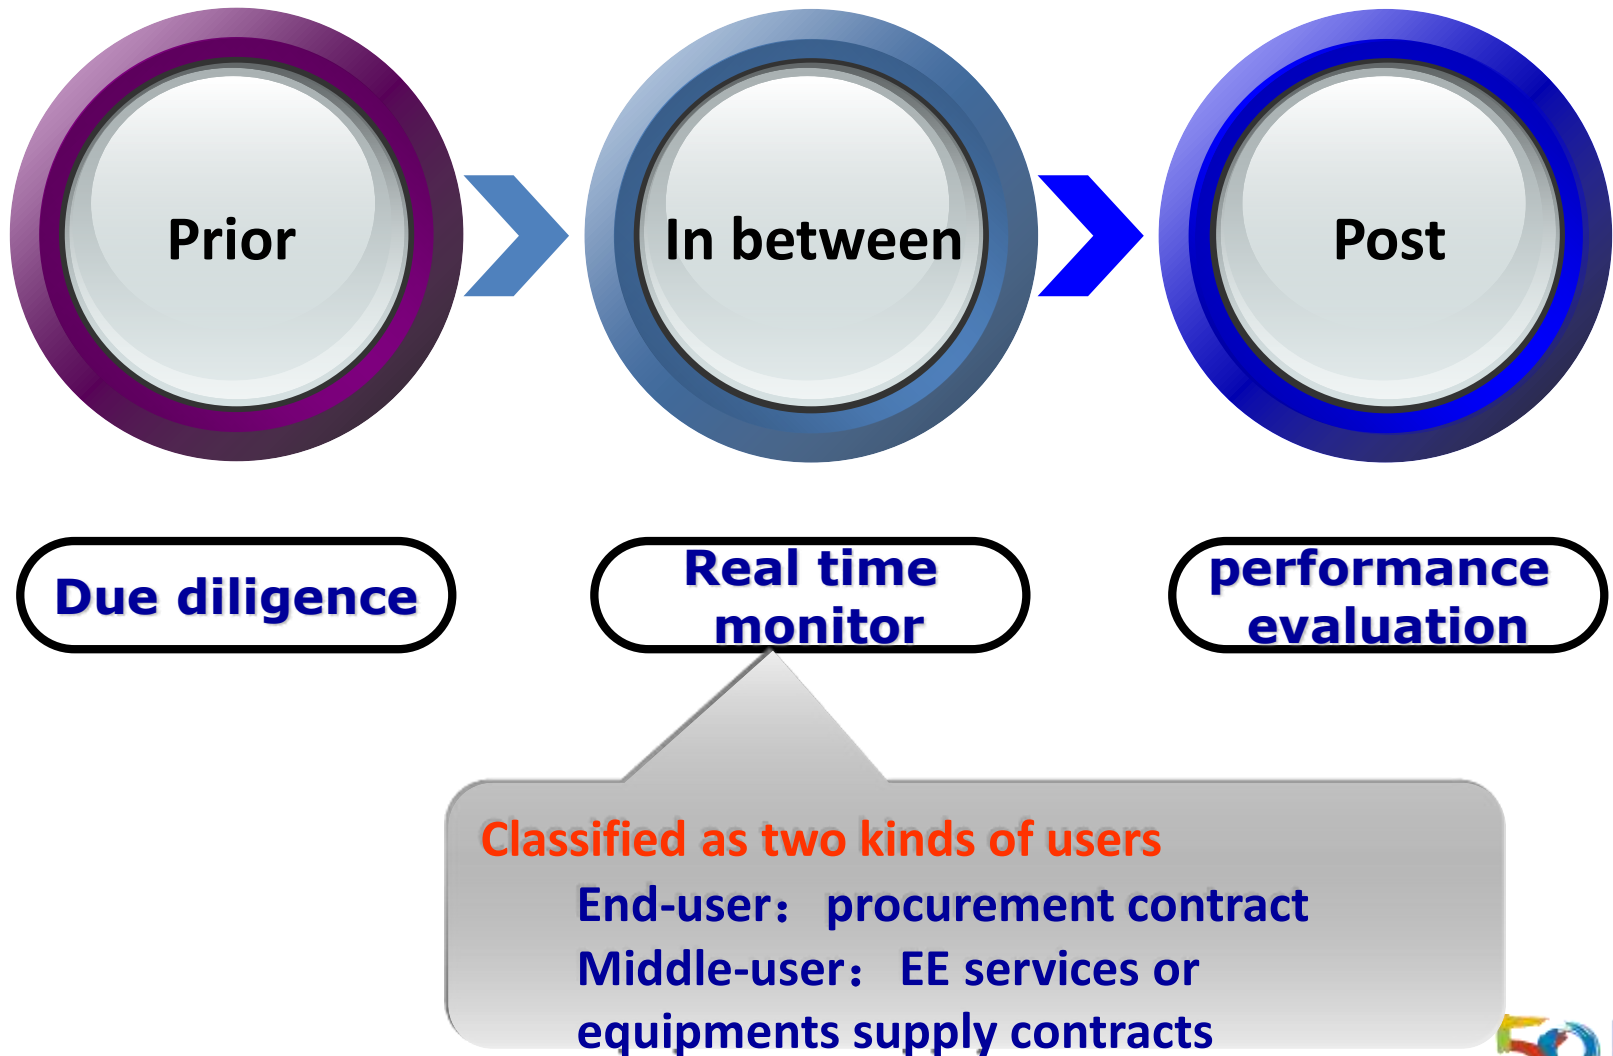 Prior
In between
Post
Due diligence
Real time
monitor
performance
evaluation
Classified as two kinds of users
End-user： procurement contract
Middle-user： EE services or
equipments supply contracts